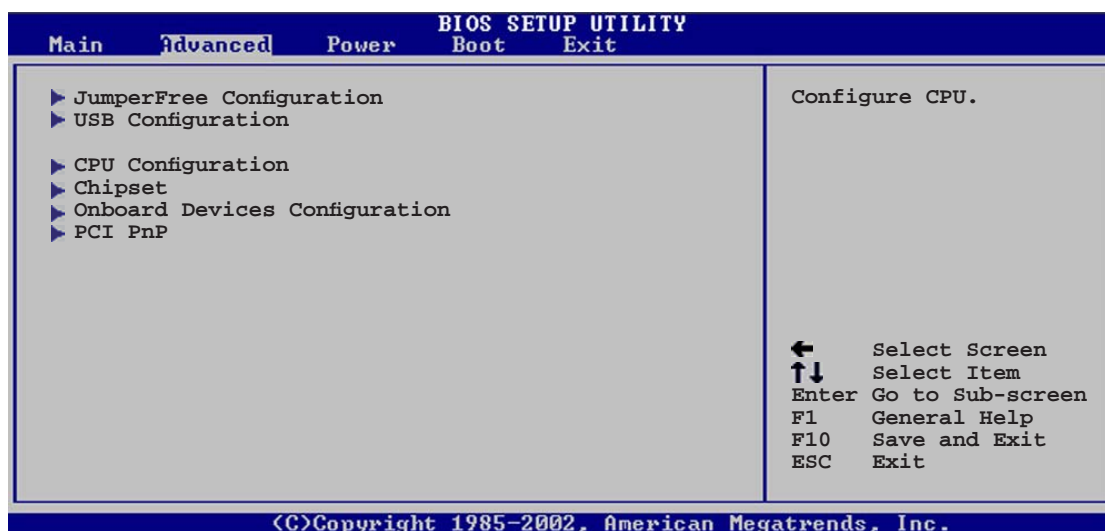 BIOS SETUP UTILITY
Main Advanced Power Boot Exit
JumperFree Configuration
USB Configuration
CPU Configuration
Chipset
Onboard Devices Configuration
PCI PnP
Configure CPU.
← Select Screen
↑↓ Select Item
Enter Go to Sub-screen
F1 General Help
F10 Save and Exit
ESC Exit
(C)Copyright 1985-2002, American Megatrends, Inc.